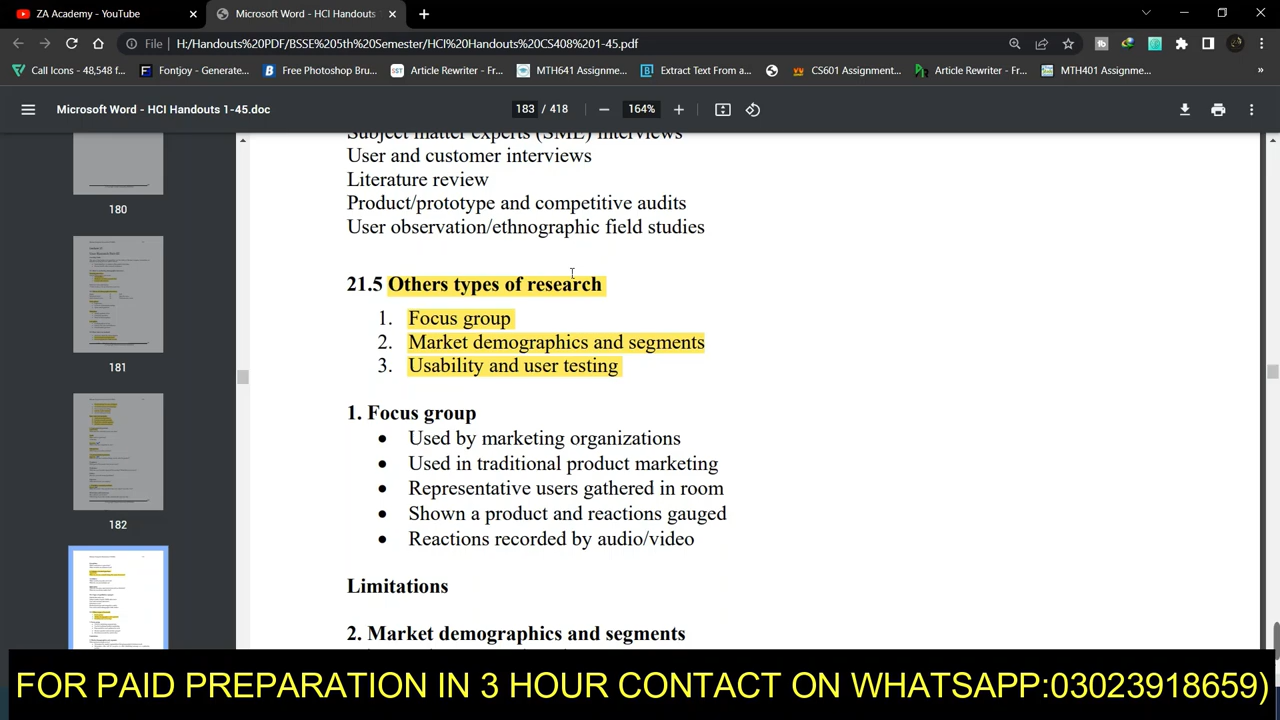 ZA Academy - YouTube
Microsoft Word - HCI Handouts
File H:/Handouts%20PDF/BSSE%205th%20Semester/HCI%20Handouts%20CS408%201-45.pdf
Call Icons - 48,548 f... Fontjoy - Generate... Free Photoshop Bru... SST Article Rewriter - Fr... MTH641 Assignme... Extract Text From a... CS601 Assignment... Article Rewriter - Fr... MTH401 Assignme... »
Microsoft Word - HCI Handouts 1-45.doc 183 / 418 164%
Subject matter experts (SME) interviews
User and customer interviews
Literature review
Product/prototype and competitive audits
User observation/ethnographic field studies
21.5 Others types of research
1. Focus group
2. Market demographics and segments
3. Usability and user testing
1. Focus group
• Used by marketing organizations
• Used in traditional product marketing
• Representative users gathered in room
• Shown a product and reactions gauged
• Reactions recorded by audio/video
Limitations
2. Market demographics and segments
180
181
182
FOR PAID PREPARATION IN 3 HOUR CONTACT ON WHATSAPP:03023918659)